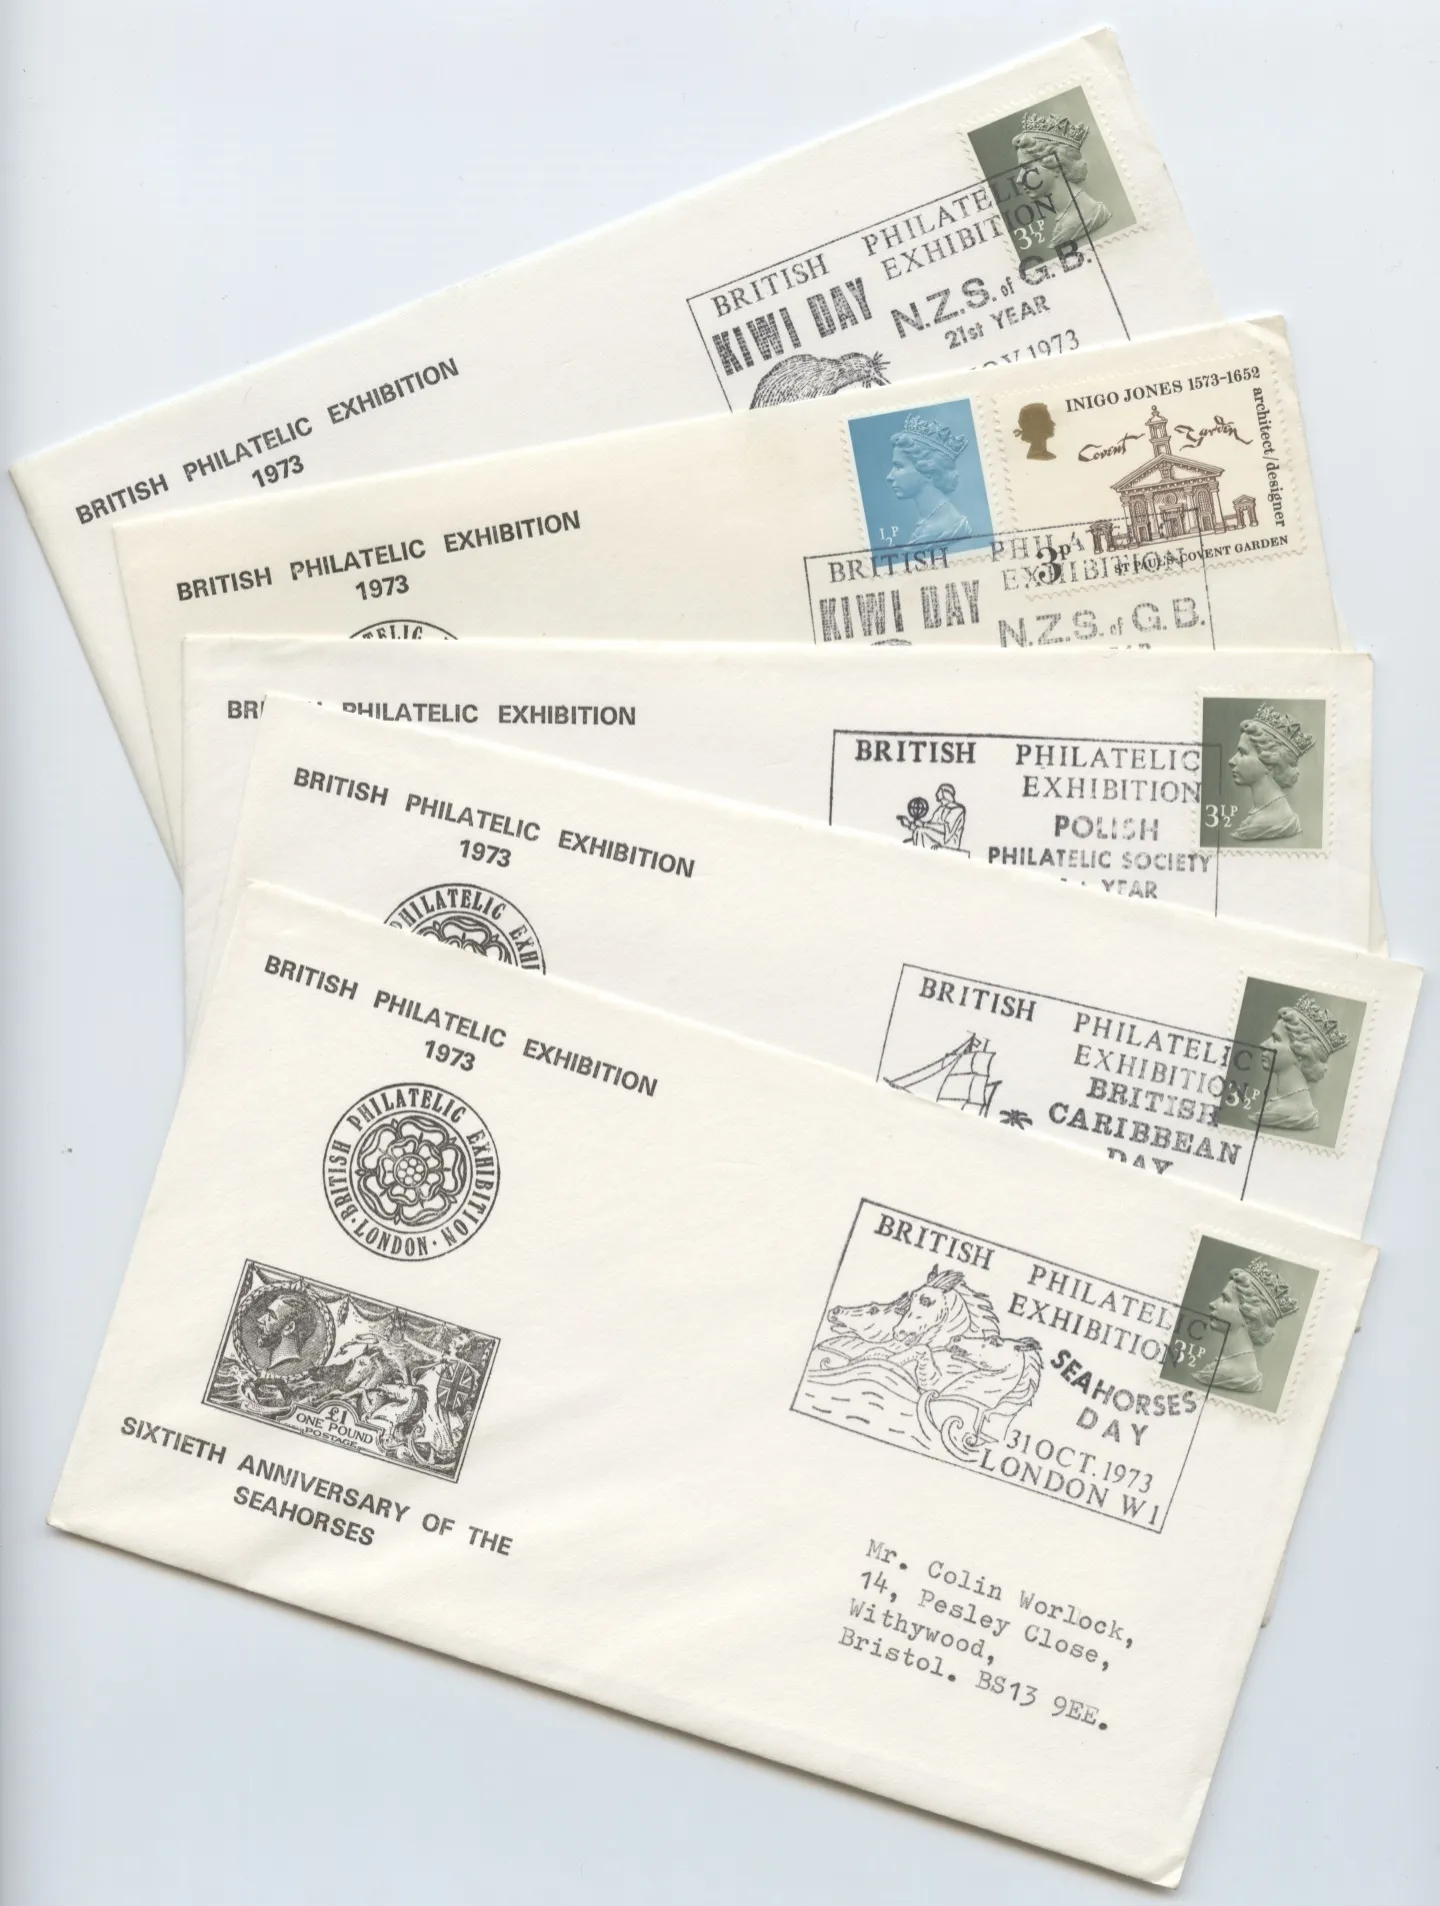 BRITISH PHILATELIC EXHIBITION
1973
BRITISH PHILATELIC
EXHIBITION
KIWI DAY
N.Z.S. of G.B.
21st YEAR
1973
3½P
BRITISH PHILATELIC EXHIBITION
1973
½P
INIGO JONES 1573-1652
architect/designer
Covent Garden
3P
ST PAUL'S COVENT GARDEN
BRITISH PHILA
EXHIBITION
KIWI DAY
N.Z.S. of G.B.
PHILATELIC EXHIBITION
BRITISH PHILATELIC
EXHIBITION
POLISH
PHILATELIC SOCIETY
YEAR
3½P
BRITISH PHILATELIC EXHIBITION
1973
PHILATELIC EXHI
BRITISH PHILATELIC
EXHIBITION
BRITISH
CARIBBEAN
DAY
3½P
BRITISH PHILATELIC EXHIBITION
1973
BRITISH PHILATELIC EXHIBITION
· LONDON ·
£1
ONE POUND
POSTAGE
SIXTIETH ANNIVERSARY OF THE
SEAHORSES
BRITISH PHILATELIC
EXHIBITION
SEAHORSES
DAY
31 OCT. 1973
LONDON W1
3½P
Mr. Colin Worlock,
14, Pesley Close,
Withywood,
Bristol. BS13 9EE.